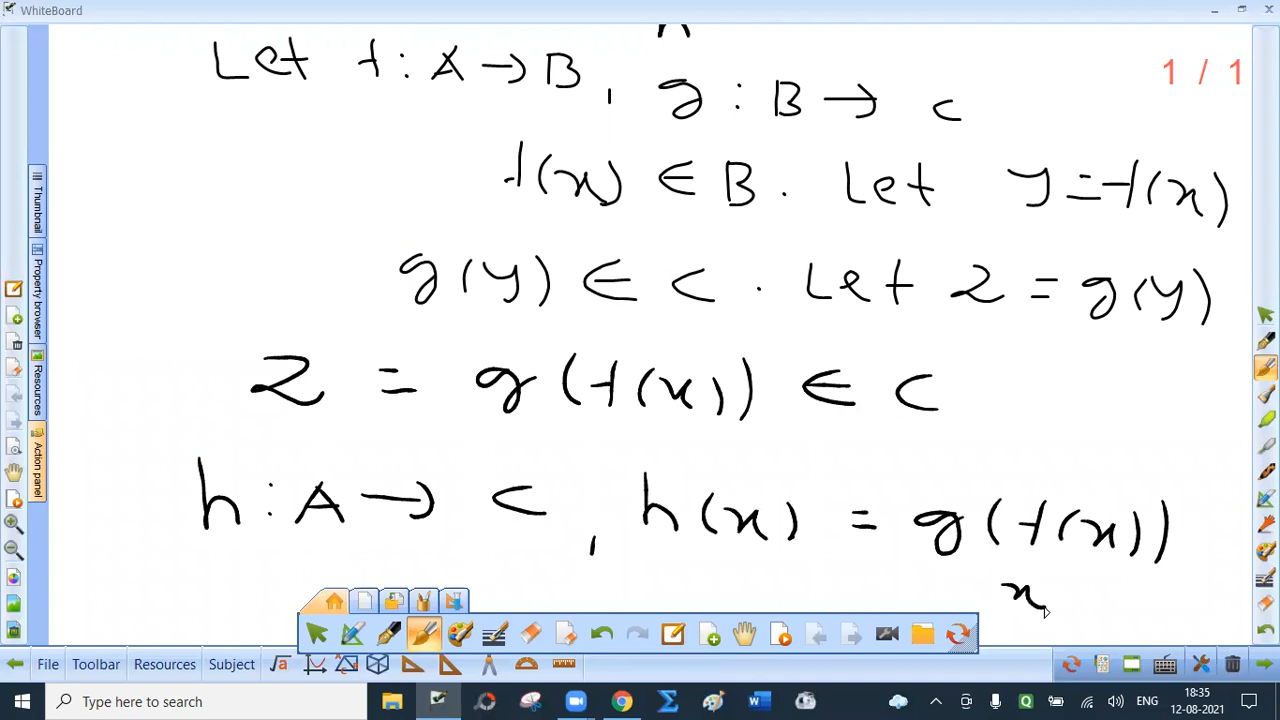 WhiteBoard
1 / 1
Let f : A → B , g : B → C
f(x) ∈ B . Let y = f(x)
g(y) ∈ C . Let z = g(y)
z = g(f(x)) ∈ C
h : A → C , h(x) = g(f(x))
x
Thumbnail
Property browser
Resources
Action panel
File Toolbar Resources Subject
Type here to search
ENG
18:35
12-08-2021